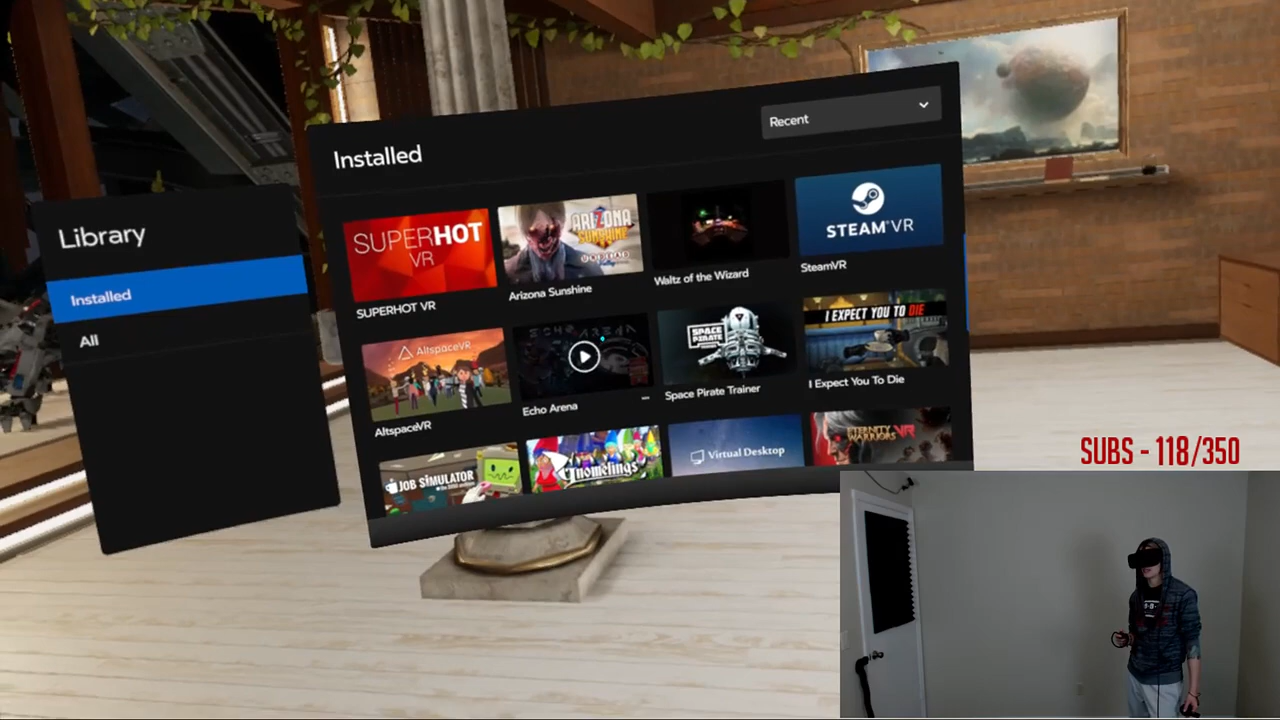 Library
Installed
All
Installed
Recent
SUPERHOT
VR
SUPERHOT VR
ARIZONA
SUNSHINE
Arizona Sunshine
Waltz of the Wizard
STEAM VR
SteamVR
AltspaceVR
AltspaceVR
ECHO ARENA
Echo Arena
SPACE
PIRATE
TRAINER
Space Pirate Trainer
I EXPECT YOU TO DIE
I Expect You To Die
JOB SIMULATOR
Gnomelings
Virtual Desktop
ETERNITY
WARRIORS VR
SUBS - 118/350